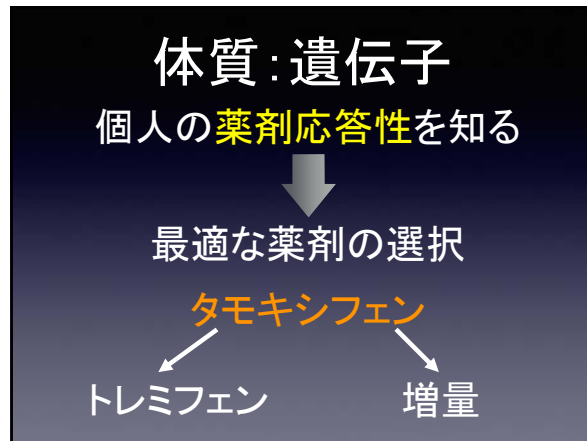 体質：遺伝子
個人の薬剤応答性を知る
最適な薬剤の選択
タモキシフェン
トレミフェン
増量